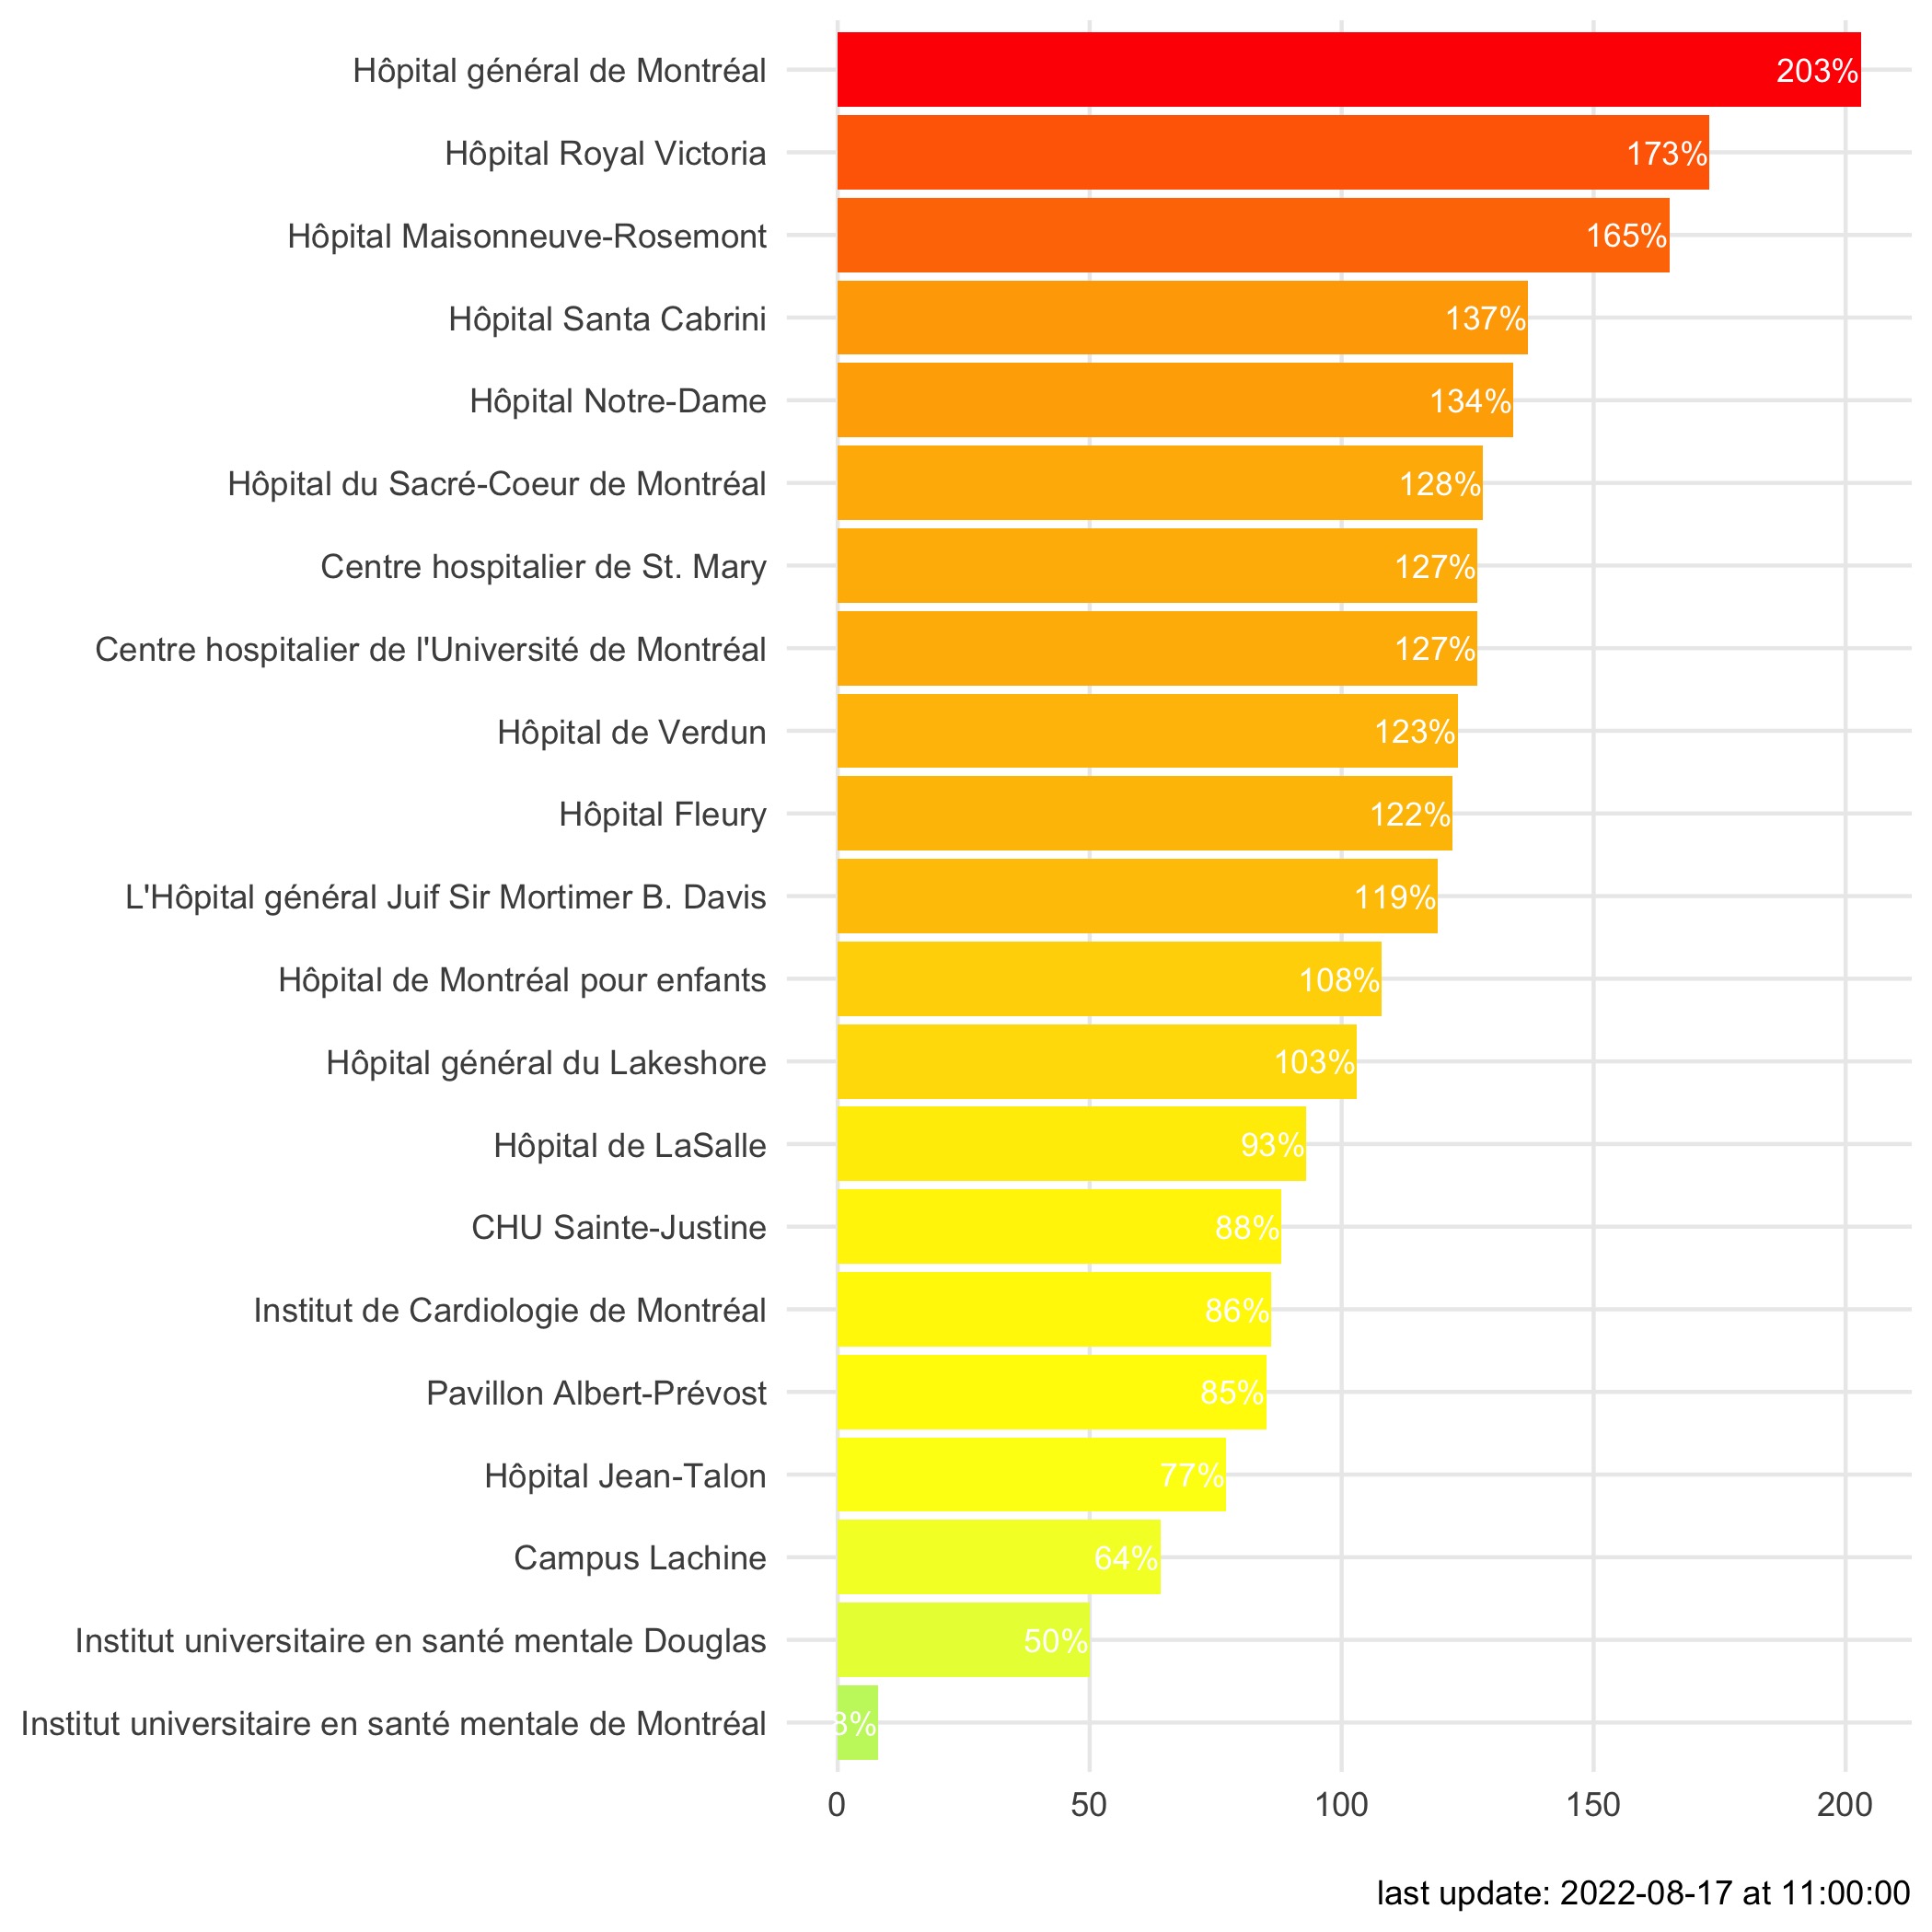 Hôpital général de Montréal 203%
Hôpital Royal Victoria 173%
Hôpital Maisonneuve-Rosemont 165%
Hôpital Santa Cabrini 137%
Hôpital Notre-Dame 134%
Hôpital du Sacré-Coeur de Montréal 128%
Centre hospitalier de St. Mary 127%
Centre hospitalier de l'Université de Montréal 127%
Hôpital de Verdun 123%
Hôpital Fleury 122%
L'Hôpital général Juif Sir Mortimer B. Davis 119%
Hôpital de Montréal pour enfants 108%
Hôpital général du Lakeshore 103%
Hôpital de LaSalle 93%
CHU Sainte-Justine 88%
Institut de Cardiologie de Montréal 86%
Pavillon Albert-Prévost 85%
Hôpital Jean-Talon 77%
Campus Lachine 64%
Institut universitaire en santé mentale Douglas 50%
Institut universitaire en santé mentale de Montréal 8%
0 50 100 150 200
last update: 2022-08-17 at 11:00:00